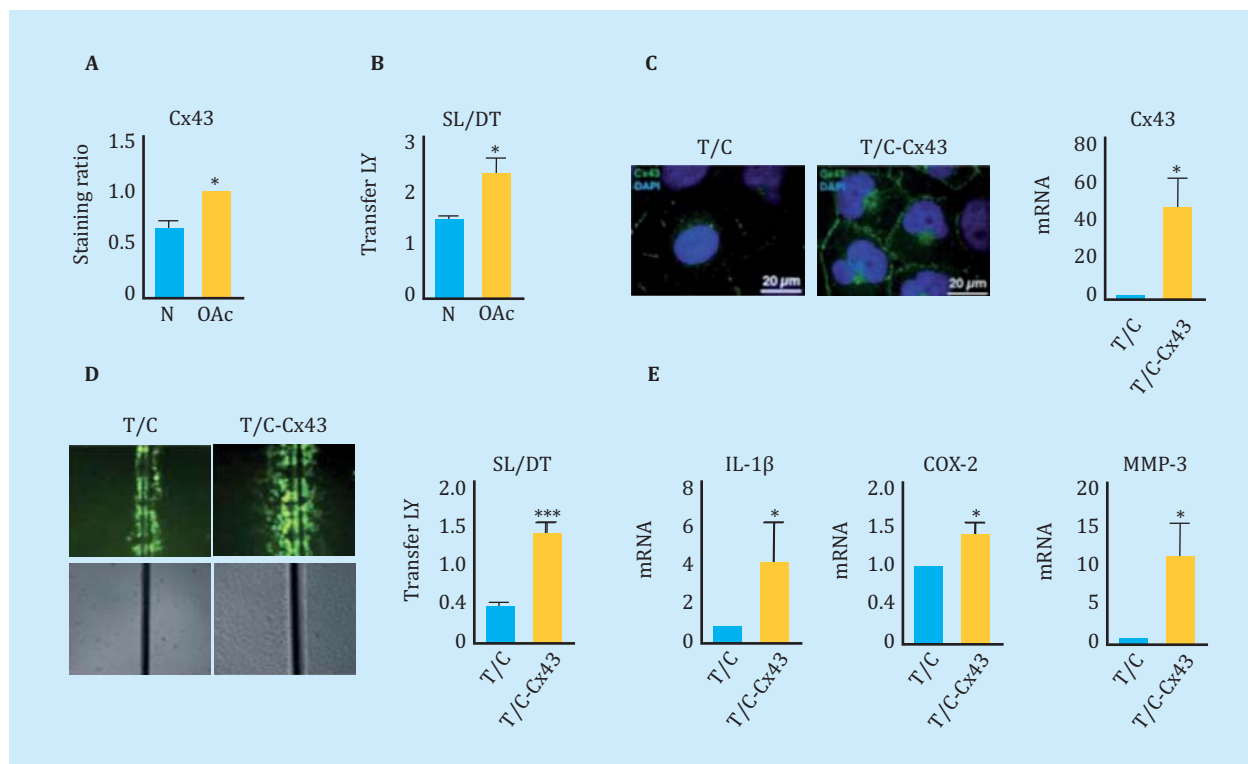 A
Cx43
Staining ratio
1.5
1.0
0.5
0
*
N OAc
B
SL/DT
Transfer LY
3
2
1
0
*
N OAc
C
T/C
Cx43
DAPI
20 µm
T/C-Cx43
Cx43
DAPI
20 µm
Cx43
mRNA
80
60
40
20
0
*
T/C
T/C-Cx43
D
T/C
T/C-Cx43
SL/DT
Transfer LY
2.0
1.5
1.0
0.4
0
***
T/C
T/C-Cx43
E
IL-1β
mRNA
8
6
4
2
0
*
T/C
T/C-Cx43
COX-2
mRNA
2.0
1.5
1.0
0.4
0
*
T/C
T/C-Cx43
MMP-3
mRNA
20
15
10
5
0
*
T/C
T/C-Cx43